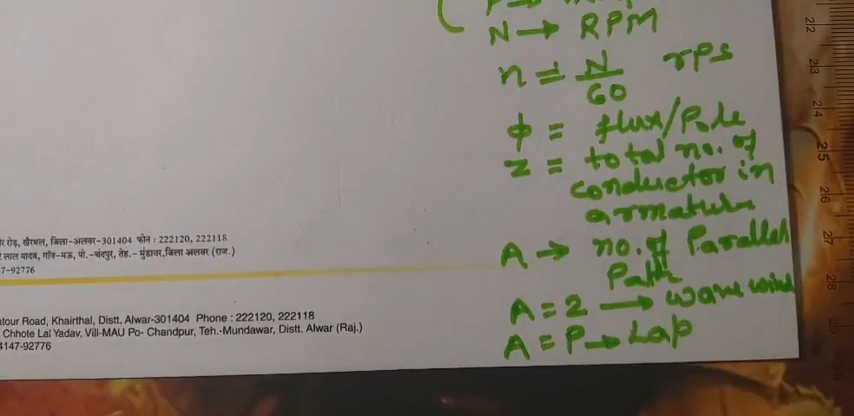 P →
N → RPM
n = N/60 rps
φ = flux/Pole
Z = total no. of
conductor in
armature
A → no. of Parallel
Path
A = 2 → Wave wind
A = P → Lap
रोड़, खैरथल, जिला-अलवर-301404 फोन : 222120, 222118
लाल यादव, गाँव-मऊ, पो.-चंदपुर, तेह.- मुंडावर,जिला अलवर (राज.)
7-92776
atour Road, Khairthal, Distt. Alwar-301404 Phone : 222120, 222118
Chhote Lal Yadav, Vill-MAU Po- Chandpur, Teh.-Mundawar, Distt. Alwar (Raj.)
4147-92776
22
23
24
25
26
27
28
29